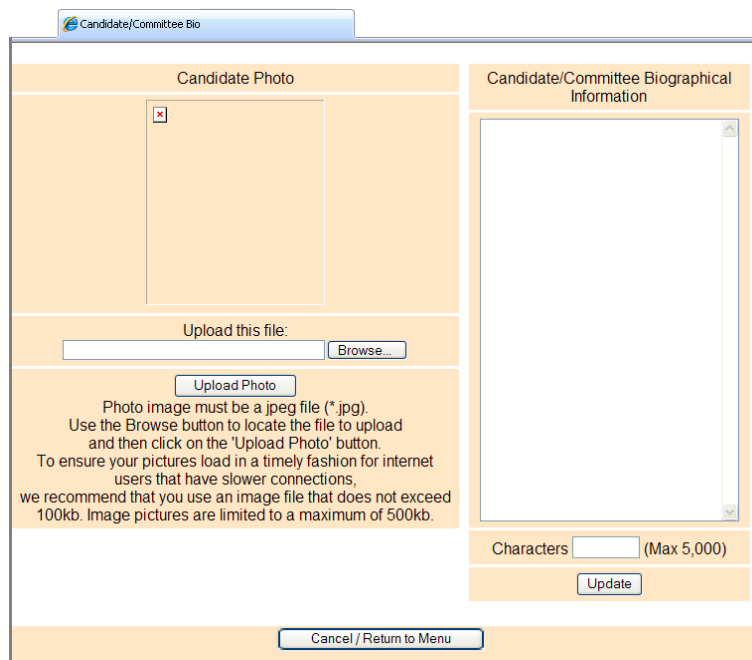 Candidate/Committee Bio
Candidate Photo
Upload this file:
Browse...
Upload Photo
Photo image must be a jpeg file (*.jpg).
Use the Browse button to locate the file to upload
and then click on the 'Upload Photo' button.
To ensure your pictures load in a timely fashion for internet
users that have slower connections,
we recommend that you use an image file that does not exceed
100kb. Image pictures are limited to a maximum of 500kb.
Candidate/Committee Biographical
Information
Characters (Max 5,000)
Update
Cancel / Return to Menu